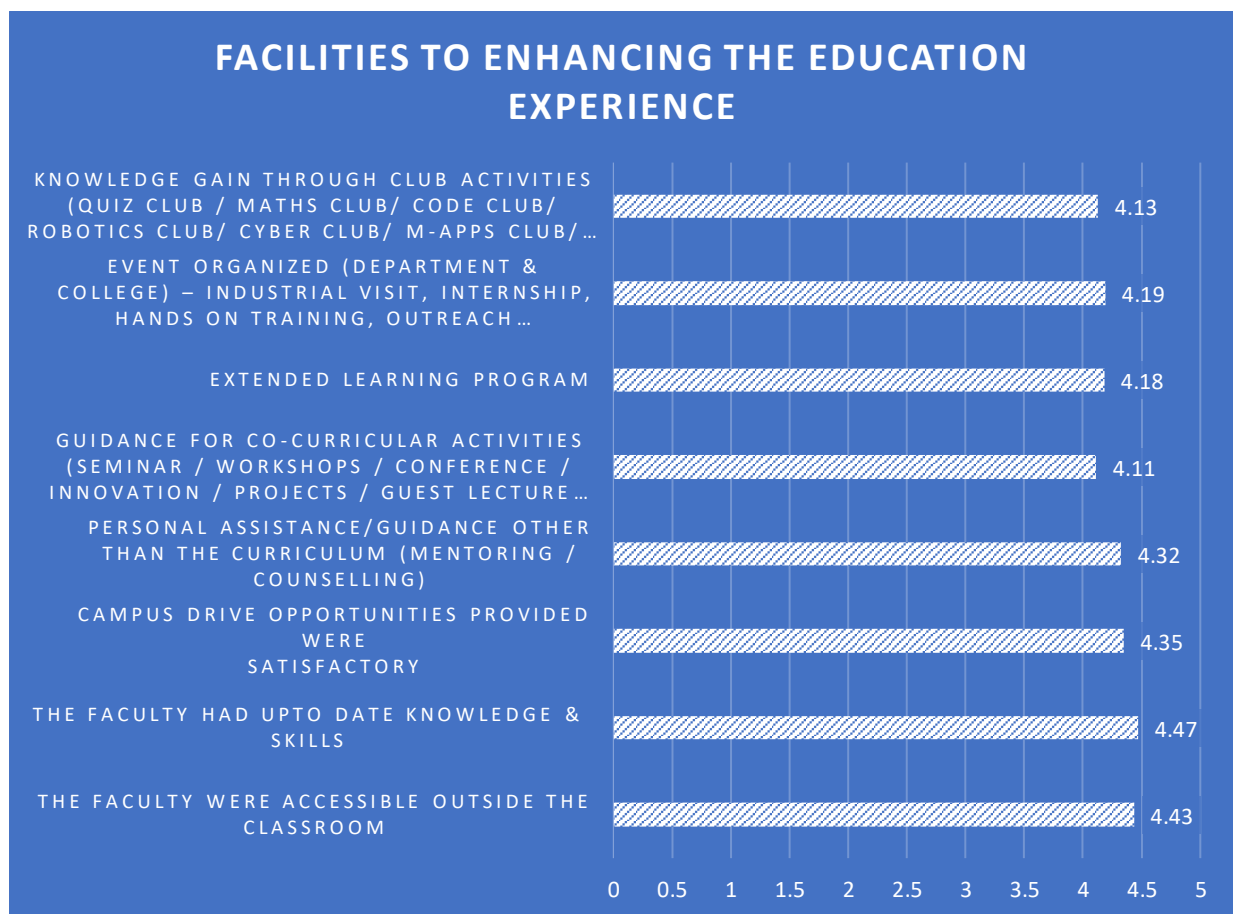 FACILITIES TO ENHANCING THE EDUCATION
EXPERIENCE
KNOWLEDGE GAIN THROUGH CLUB ACTIVITIES
(QUIZ CLUB / MATHS CLUB/ CODE CLUB/
ROBOTICS CLUB/ CYBER CLUB/ M-APPS CLUB/…
4.13
EVENT ORGANIZED (DEPARTMENT &
COLLEGE) – INDUSTRIAL VISIT, INTERNSHIP,
HANDS ON TRAINING, OUTREACH…
4.19
EXTENDED LEARNING PROGRAM
4.18
GUIDANCE FOR CO-CURRICULAR ACTIVITIES
(SEMINAR / WORKSHOPS / CONFERENCE /
INNOVATION / PROJECTS / GUEST LECTURE…
4.11
PERSONAL ASSISTANCE/GUIDANCE OTHER
THAN THE CURRICULUM (MENTORING /
COUNSELLING)
4.32
CAMPUS DRIVE OPPORTUNITIES PROVIDED
WERE
SATISFACTORY
4.35
THE FACULTY HAD UPTO DATE KNOWLEDGE &
SKILLS
4.47
THE FACULTY WERE ACCESSIBLE OUTSIDE THE
CLASSROOM
4.43
0 0.5 1 1.5 2 2.5 3 3.5 4 4.5 5